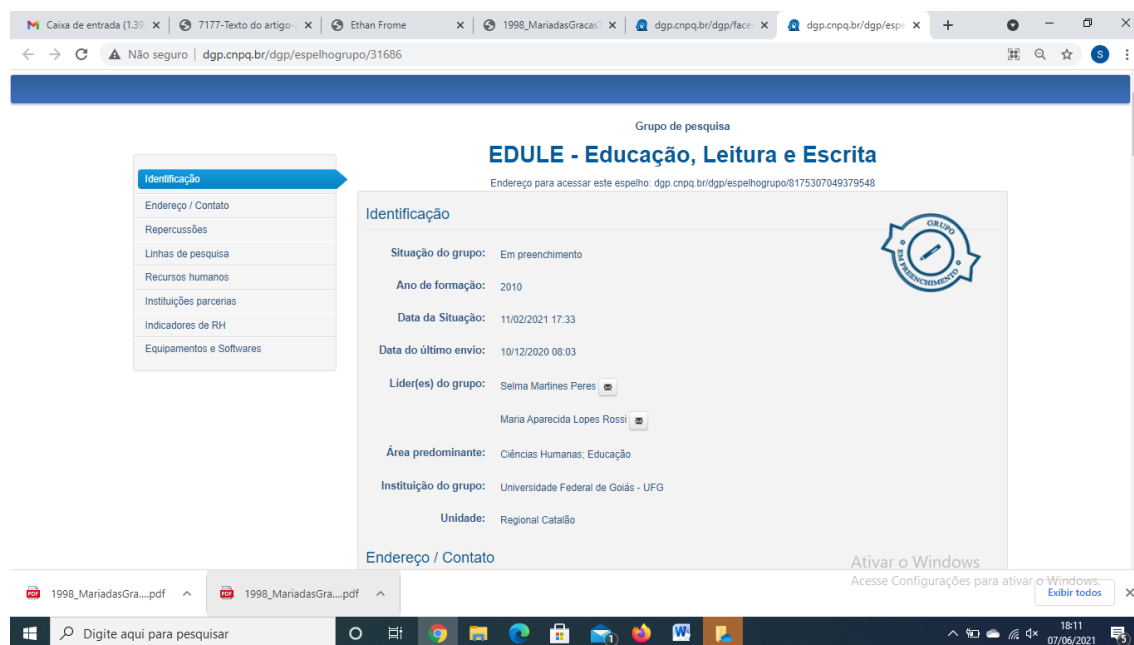 Caixa de entrada (1.39
7177-Texto do artigo-
Ethan Frome
1998_MariadasGracas
dgp.cnpq.br/dgp/face
dgp.cnpq.br/dgp/espe
Não seguro | dgp.cnpq.br/dgp/espelhogrupo/31686
S
Grupo de pesquisa
EDULE - Educação, Leitura e Escrita
Endereço para acessar este espelho: dgp.cnpq.br/dgp/espelhogrupo/8175307049379548
Identificação
Endereço / Contato
Repercussões
Linhas de pesquisa
Recursos humanos
Instituições parcerias
Indicadores de RH
Equipamentos e Softwares
Identificação
GRUPO
EM PREENCHIMENTO
Situação do grupo: Em preenchimento
Ano de formação: 2010
Data da Situação: 11/02/2021 17:33
Data do último envio: 10/12/2020 08:03
Líder(es) do grupo: Selma Martines Peres
Maria Aparecida Lopes Rossi
Área predominante: Ciências Humanas; Educação
Instituição do grupo: Universidade Federal de Goiás - UFG
Unidade: Regional Catalão
Endereço / Contato
Ativar o Windows
Acesse Configurações para ativar o Windows.
1998_MariadasGra....pdf
1998_MariadasGra....pdf
Exibir todos
Digite aqui para pesquisar
18:11
07/06/2021